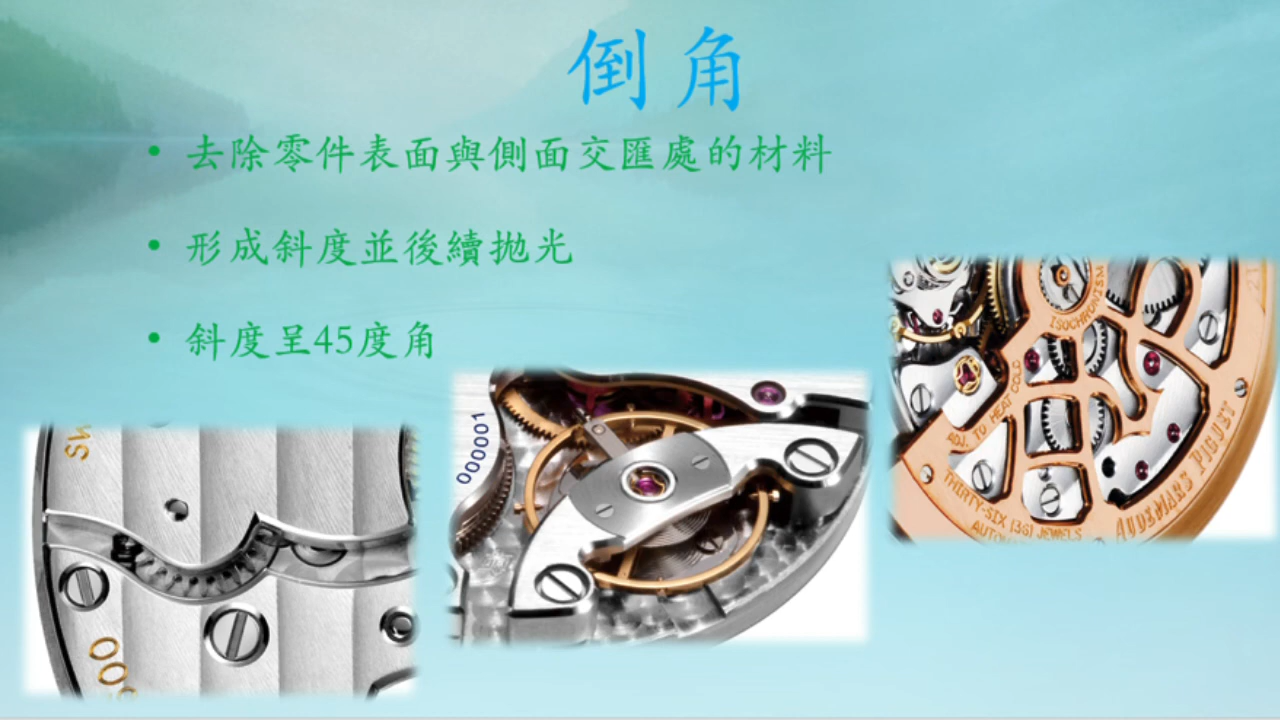 倒角
• 去除零件表面與側面交匯處的材料
• 形成斜度並後續拋光
• 斜度呈45度角
SW
000
000001
ISOCHRONISM
ADJ. TO HEAT COLD
THIRTY-SIX (36) JEWELS
AUDEMARS PIGUET